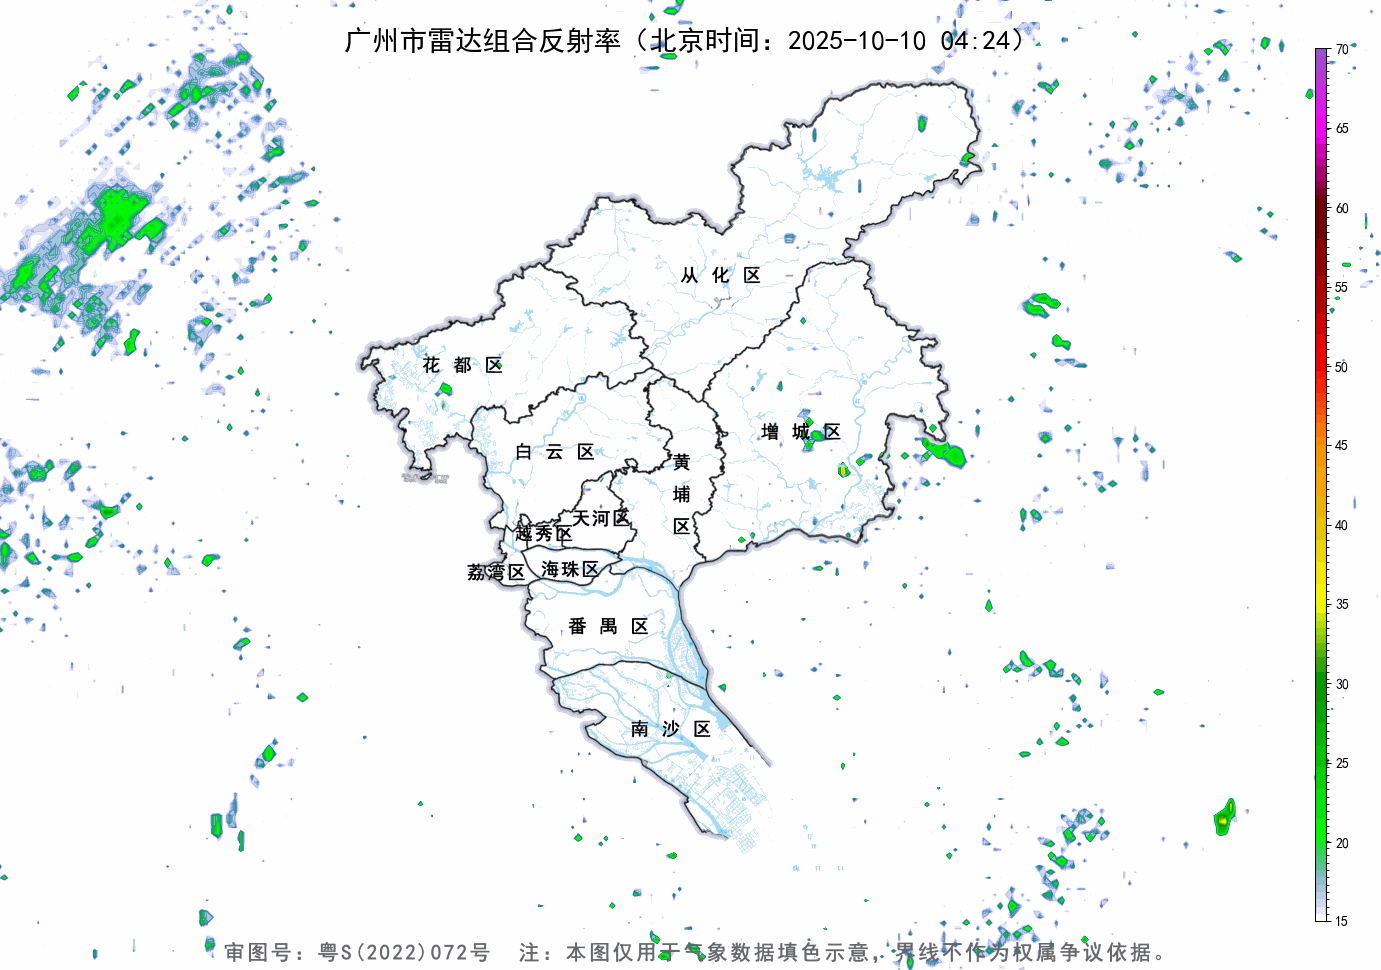 广州市雷达组合反射率（北京时间：2025-10-10 04:24）
70
65
60
55
50
45
40
35
30
25
20
15
从化区
花都区
增城区
白云区
黄埔区
天河区
越秀区
荔湾区
海珠区
番禺区
南沙区
审图号：粤S(2022)072号 注：本图仅用于气象数据填色示意，界线不作为权属争议依据。